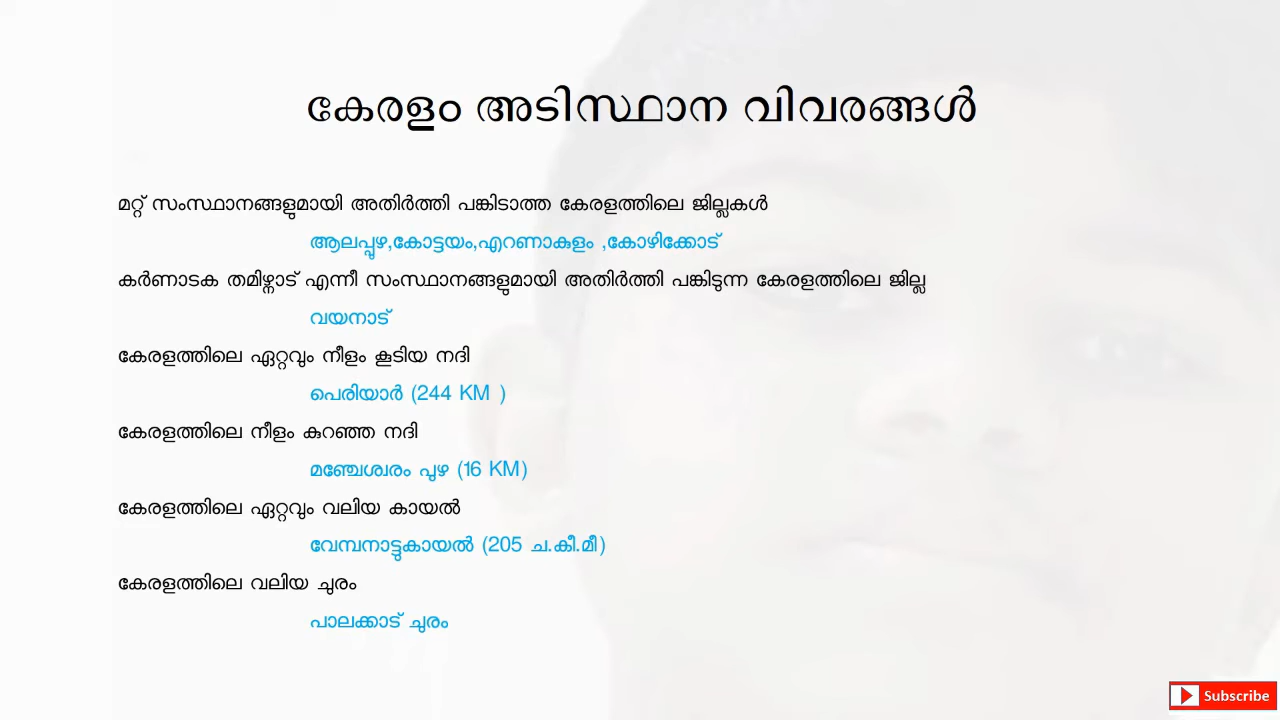 കേരളം അടിസ്ഥാന വിവരങ്ങൾ
മറ്റ് സംസ്ഥാനങ്ങളുമായി അതിർത്തി പങ്കിടാത്ത കേരളത്തിലെ ജില്ലകൾ
ആലപ്പുഴ,കോട്ടയം,എറണാകുളം ,കോഴിക്കോട്
കർണാടക തമിഴ്നാട് എന്നീ സംസ്ഥാനങ്ങളുമായി അതിർത്തി പങ്കിടുന്ന കേരളത്തിലെ ജില്ല
വയനാട്
കേരളത്തിലെ ഏറ്റവും നീളം കൂടിയ നദി
പെരിയാർ (244 KM )
കേരളത്തിലെ നീളം കുറഞ്ഞ നദി
മഞ്ചേശ്വരം പുഴ (16 KM)
കേരളത്തിലെ ഏറ്റവും വലിയ കായൽ
വേമ്പനാട്ടുകായൽ (205 ച.കീ.മീ)
കേരളത്തിലെ വലിയ ചുരം
പാലക്കാട് ചുരം
Subscribe